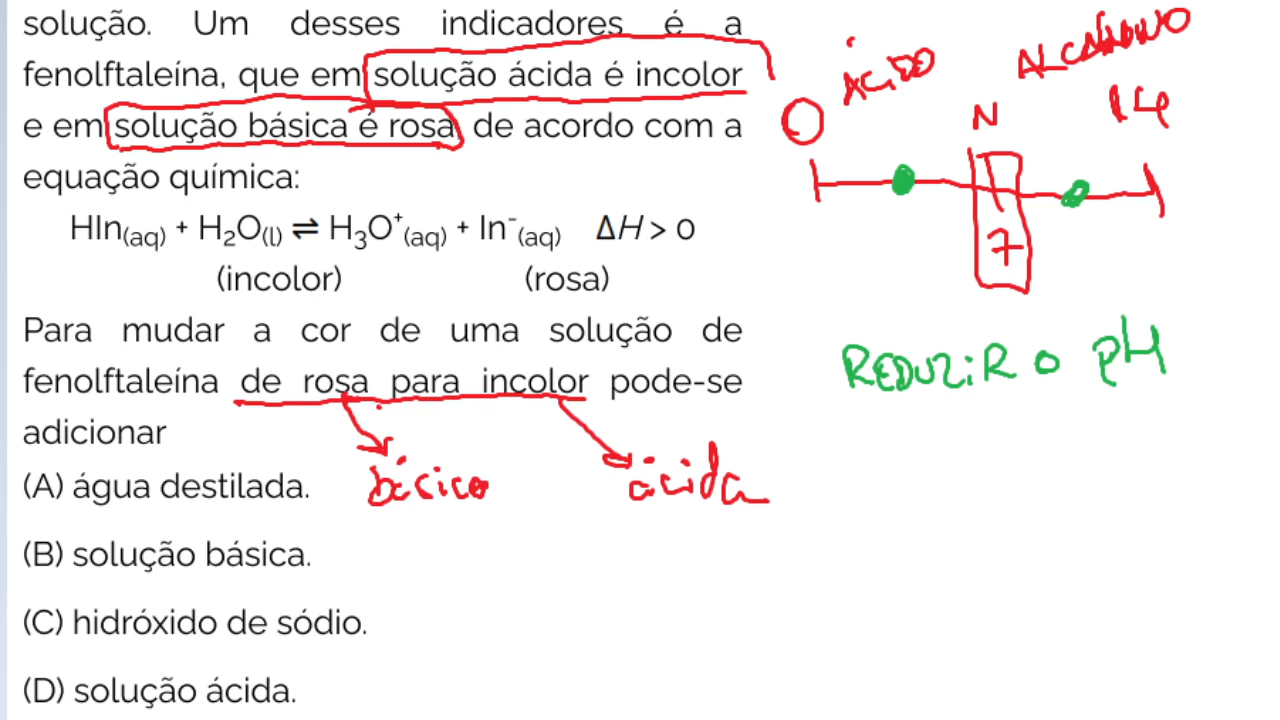 solução. Um desses indicadores é a
fenolftaleína, que em solução ácida é incolor
e em solução básica é rosa, de acordo com a
equação química:
HIn(aq) + H₂O(l) ⇌ H₃O⁺(aq) + In⁻(aq) ΔH > 0
(incolor) (rosa)
Para mudar a cor de uma solução de
fenolftaleína de rosa para incolor pode-se
adicionar
(A) água destilada.
(B) solução básica.
(C) hidróxido de sódio.
(D) solução ácida.
básico
ácida
ÁCIDO
ALCALINO
0
N
14
7
REDUZIR O pH